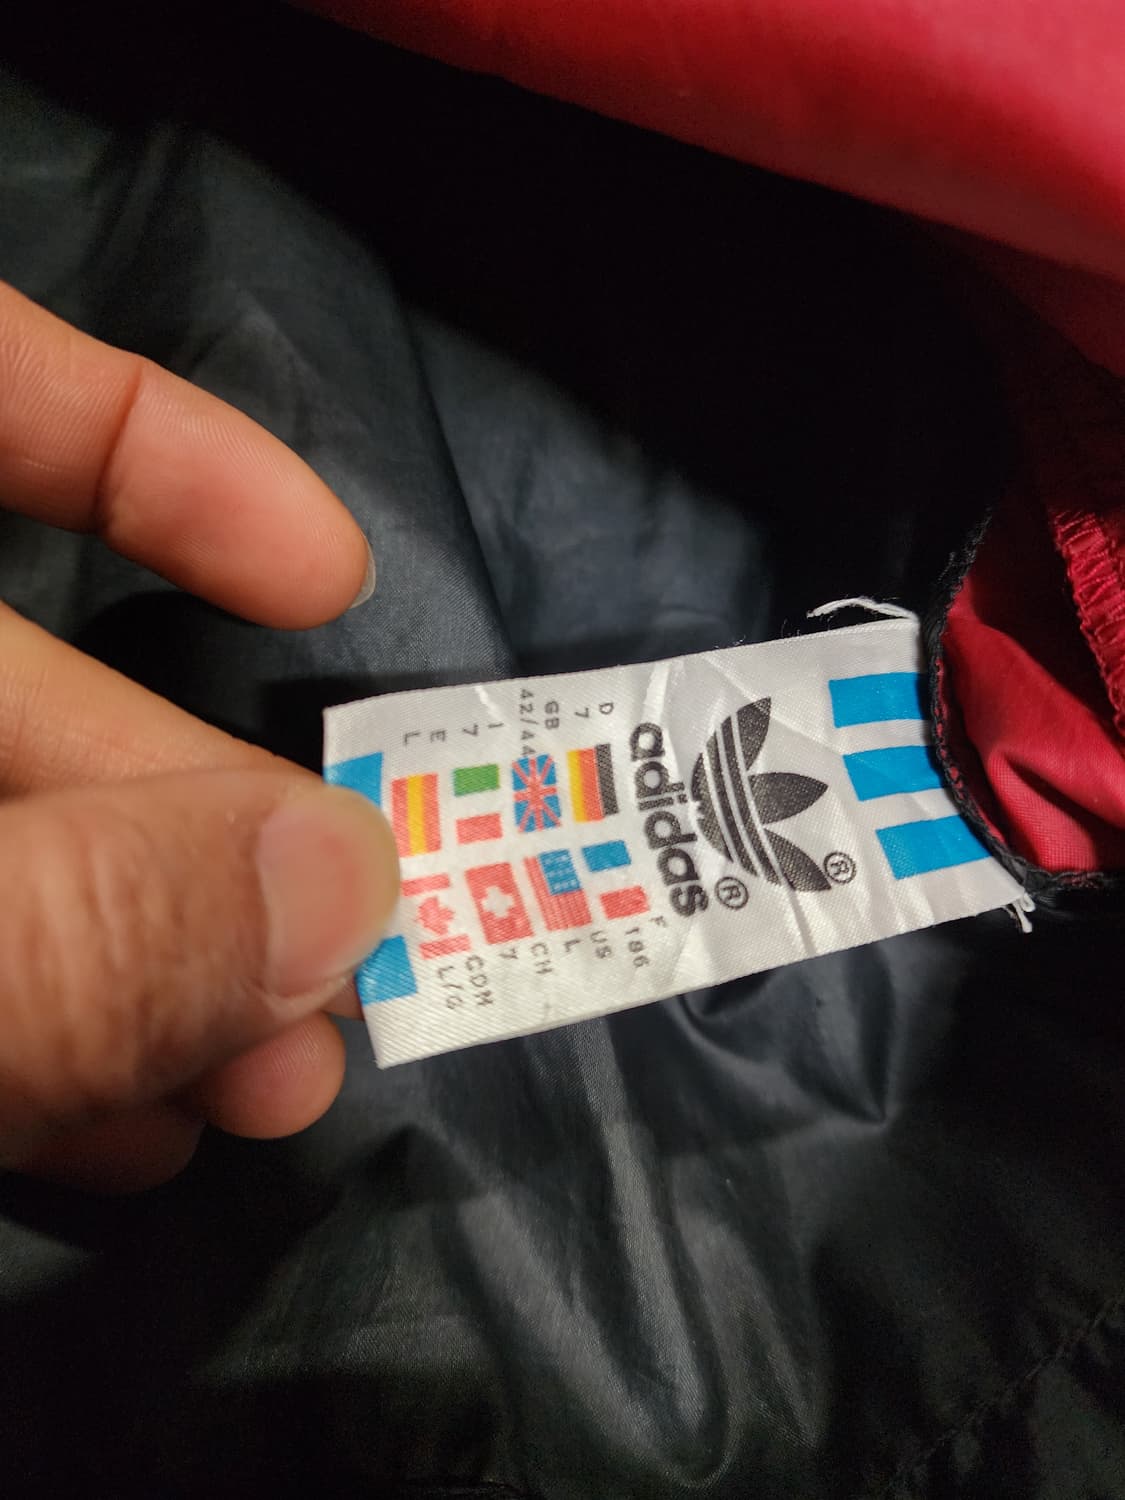 ®
adidas®
D
7
GB
42/44
I
7
E
L
F
186
US
L
CH
7
CDN
L/G